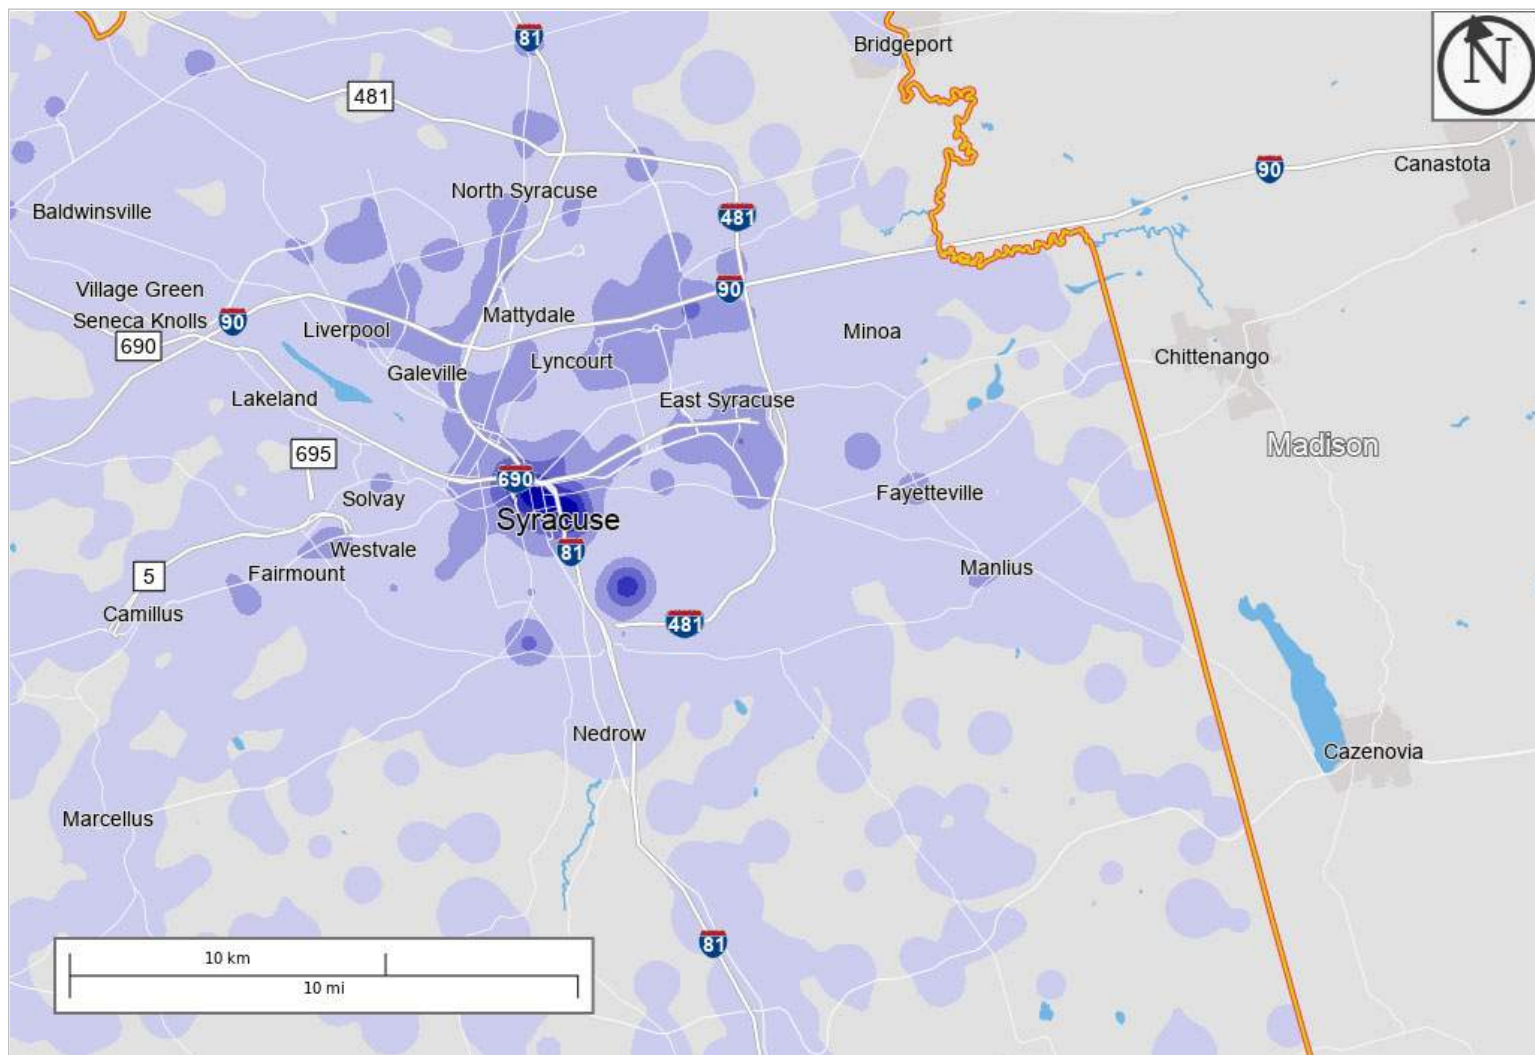 81
Bridgeport
N
481
90
Canastota
North Syracuse
Baldwinsville
481
Village Green
90
Seneca Knolls
90
Mattydale
Liverpool
Minoa
690
Lyncourt
Chittenango
Galeville
Lakeland
East Syracuse
Madison
695
690
Solvay
Fayetteville
Syracuse
Westvale
81
Fairmount
Manlius
5
Camillus
481
Nedrow
Cazenovia
Marcellus
81
10 km
10 mi